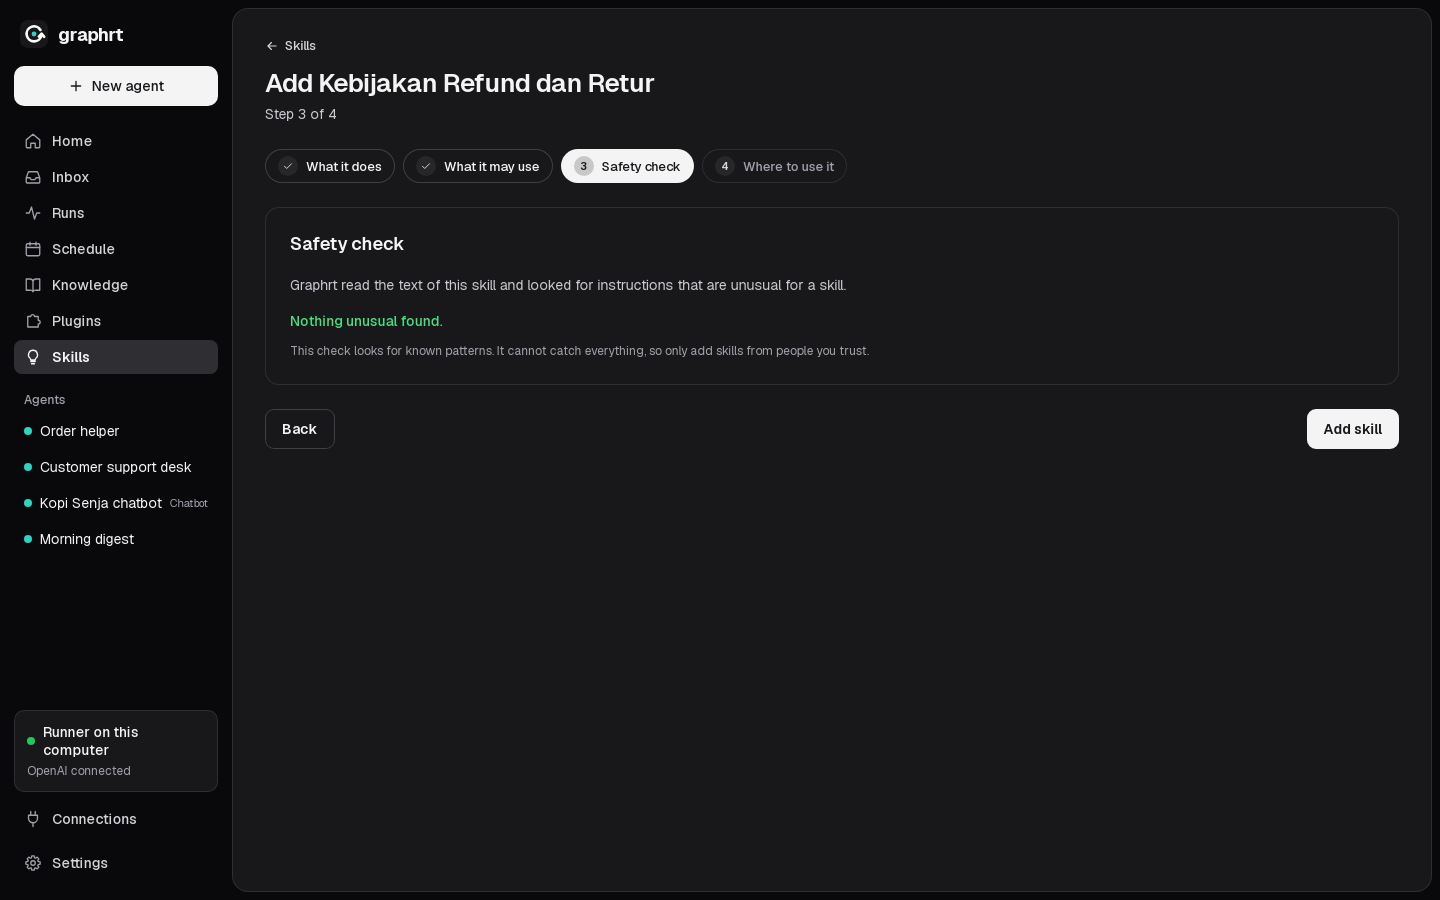 graphrt
New agent
Home
Inbox
Runs
Schedule
Knowledge
Plugins
Skills
Agents
Order helper
Customer support desk
Kopi Senja chatbot Chatbot
Morning digest
Runner on this
computer
OpenAI connected
Connections
Settings
Skills
Add Kebijakan Refund dan Retur
Step 3 of 4
What it does
What it may use
3 Safety check
4 Where to use it
Safety check
Graphrt read the text of this skill and looked for instructions that are unusual for a skill.
Nothing unusual found.
This check looks for known patterns. It cannot catch everything, so only add skills from people you trust.
Back
Add skill